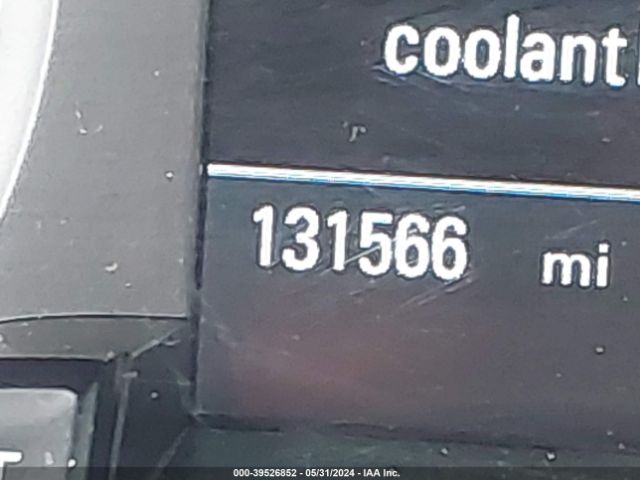 coolant
131566 mi
T
000-39526852 - 05/31/2024 - IAA Inc.